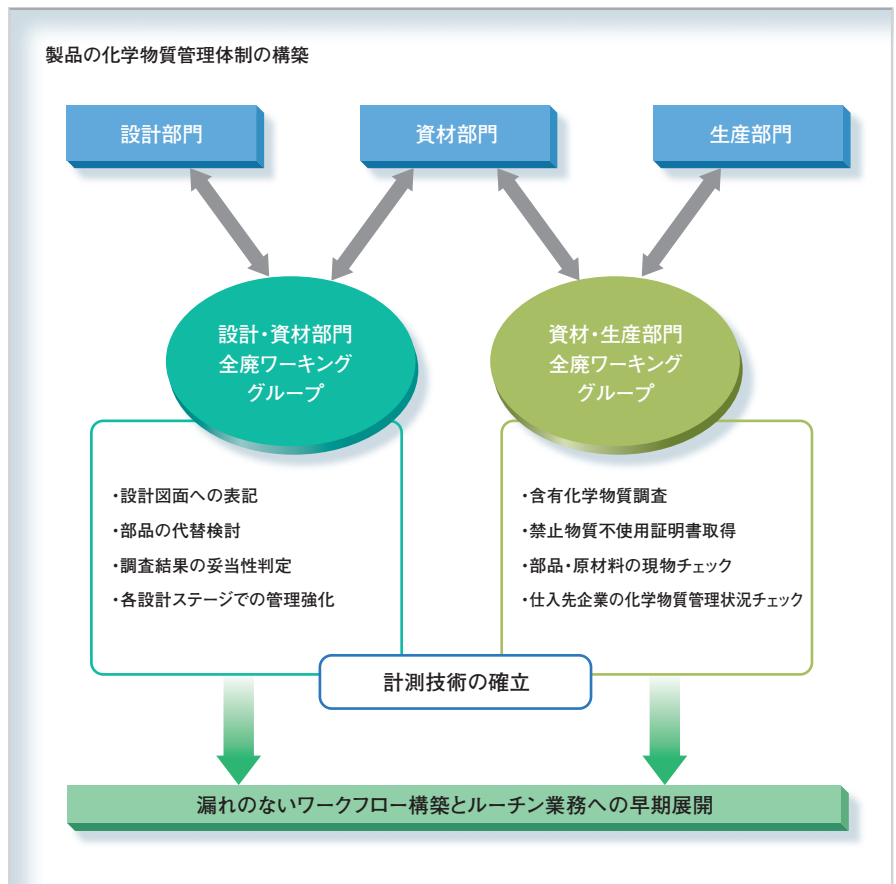 製品の化学物質管理体制の構築
設計部門
資材部門
生産部門
設計・資材部門
全廃ワーキング
グループ
資材・生産部門
全廃ワーキング
グループ
・設計図面への表記
・部品の代替検討
・調査結果の妥当性判定
・各設計ステージでの管理強化
・含有化学物質調査
・禁止物質不使用証明書取得
・部品・原材料の現物チェック
・仕入先企業の化学物質管理状況チェック
計測技術の確立
漏れのないワークフロー構築とルーチン業務への早期展開